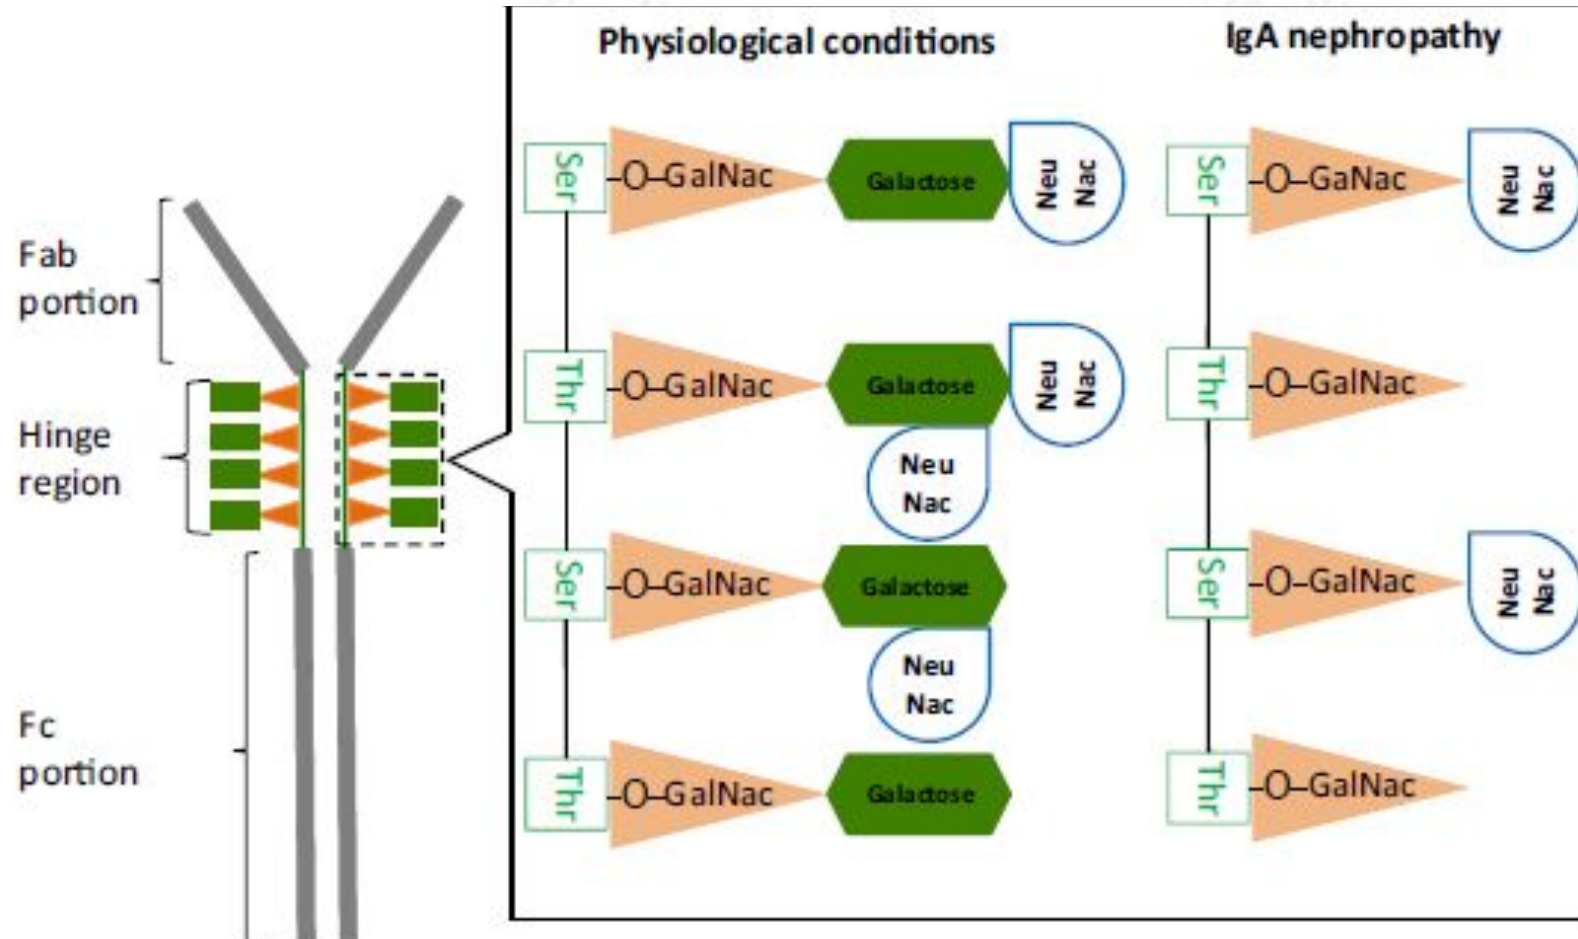 Physiological conditions
IgA nephropathy
Fab
portion
Hinge
region
Fc
portion
Ser
O
GalNac
Galactose
Neu
Nac
Thr
O
GalNac
Galactose
Neu
Nac
Neu
Nac
Ser
O
GalNac
Galactose
Neu
Nac
Thr
O
GalNac
Galactose
Ser
O
GaNac
Neu
Nac
Thr
O
GalNac
Ser
O
GalNac
Neu
Nac
Thr
O
GalNac